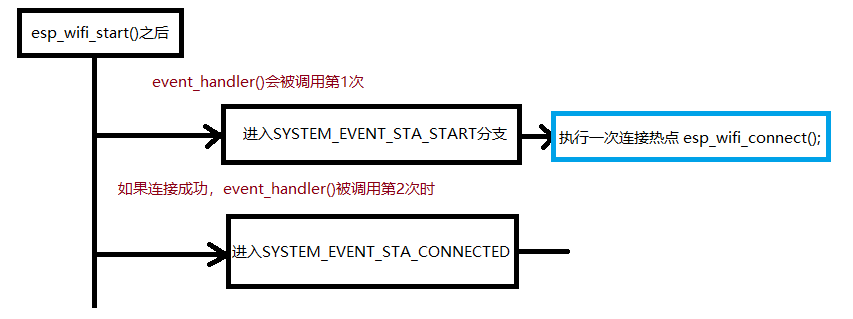 esp_wifi_start()之后
event_handler()会被调用第1次
进入SYSTEM_EVENT_STA_START分支
执行一次连接热点 esp_wifi_connect();
如果连接成功，event_handler()被调用第2次时
进入SYSTEM_EVENT_STA_CONNECTED